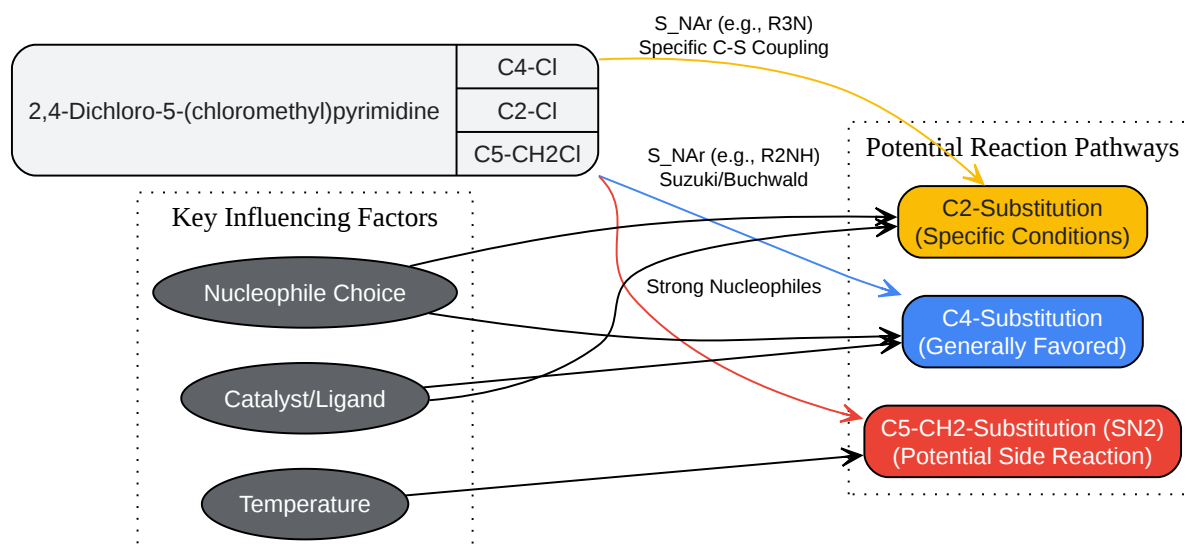 S_NAr (e.g., R3N)
Specific C-S Coupling
2,4-Dichloro-5-(chloromethyl)pyrimidine
C4-Cl
C2-Cl
C5-CH2Cl
S_NAr (e.g., R2NH)
Suzuki/Buchwald
Strong Nucleophiles
Key Influencing Factors
Nucleophile Choice
Catalyst/Ligand
Temperature
Potential Reaction Pathways
C2-Substitution
(Specific Conditions)
C4-Substitution
(Generally Favored)
C5-CH2-Substitution (SN2)
(Potential Side Reaction)